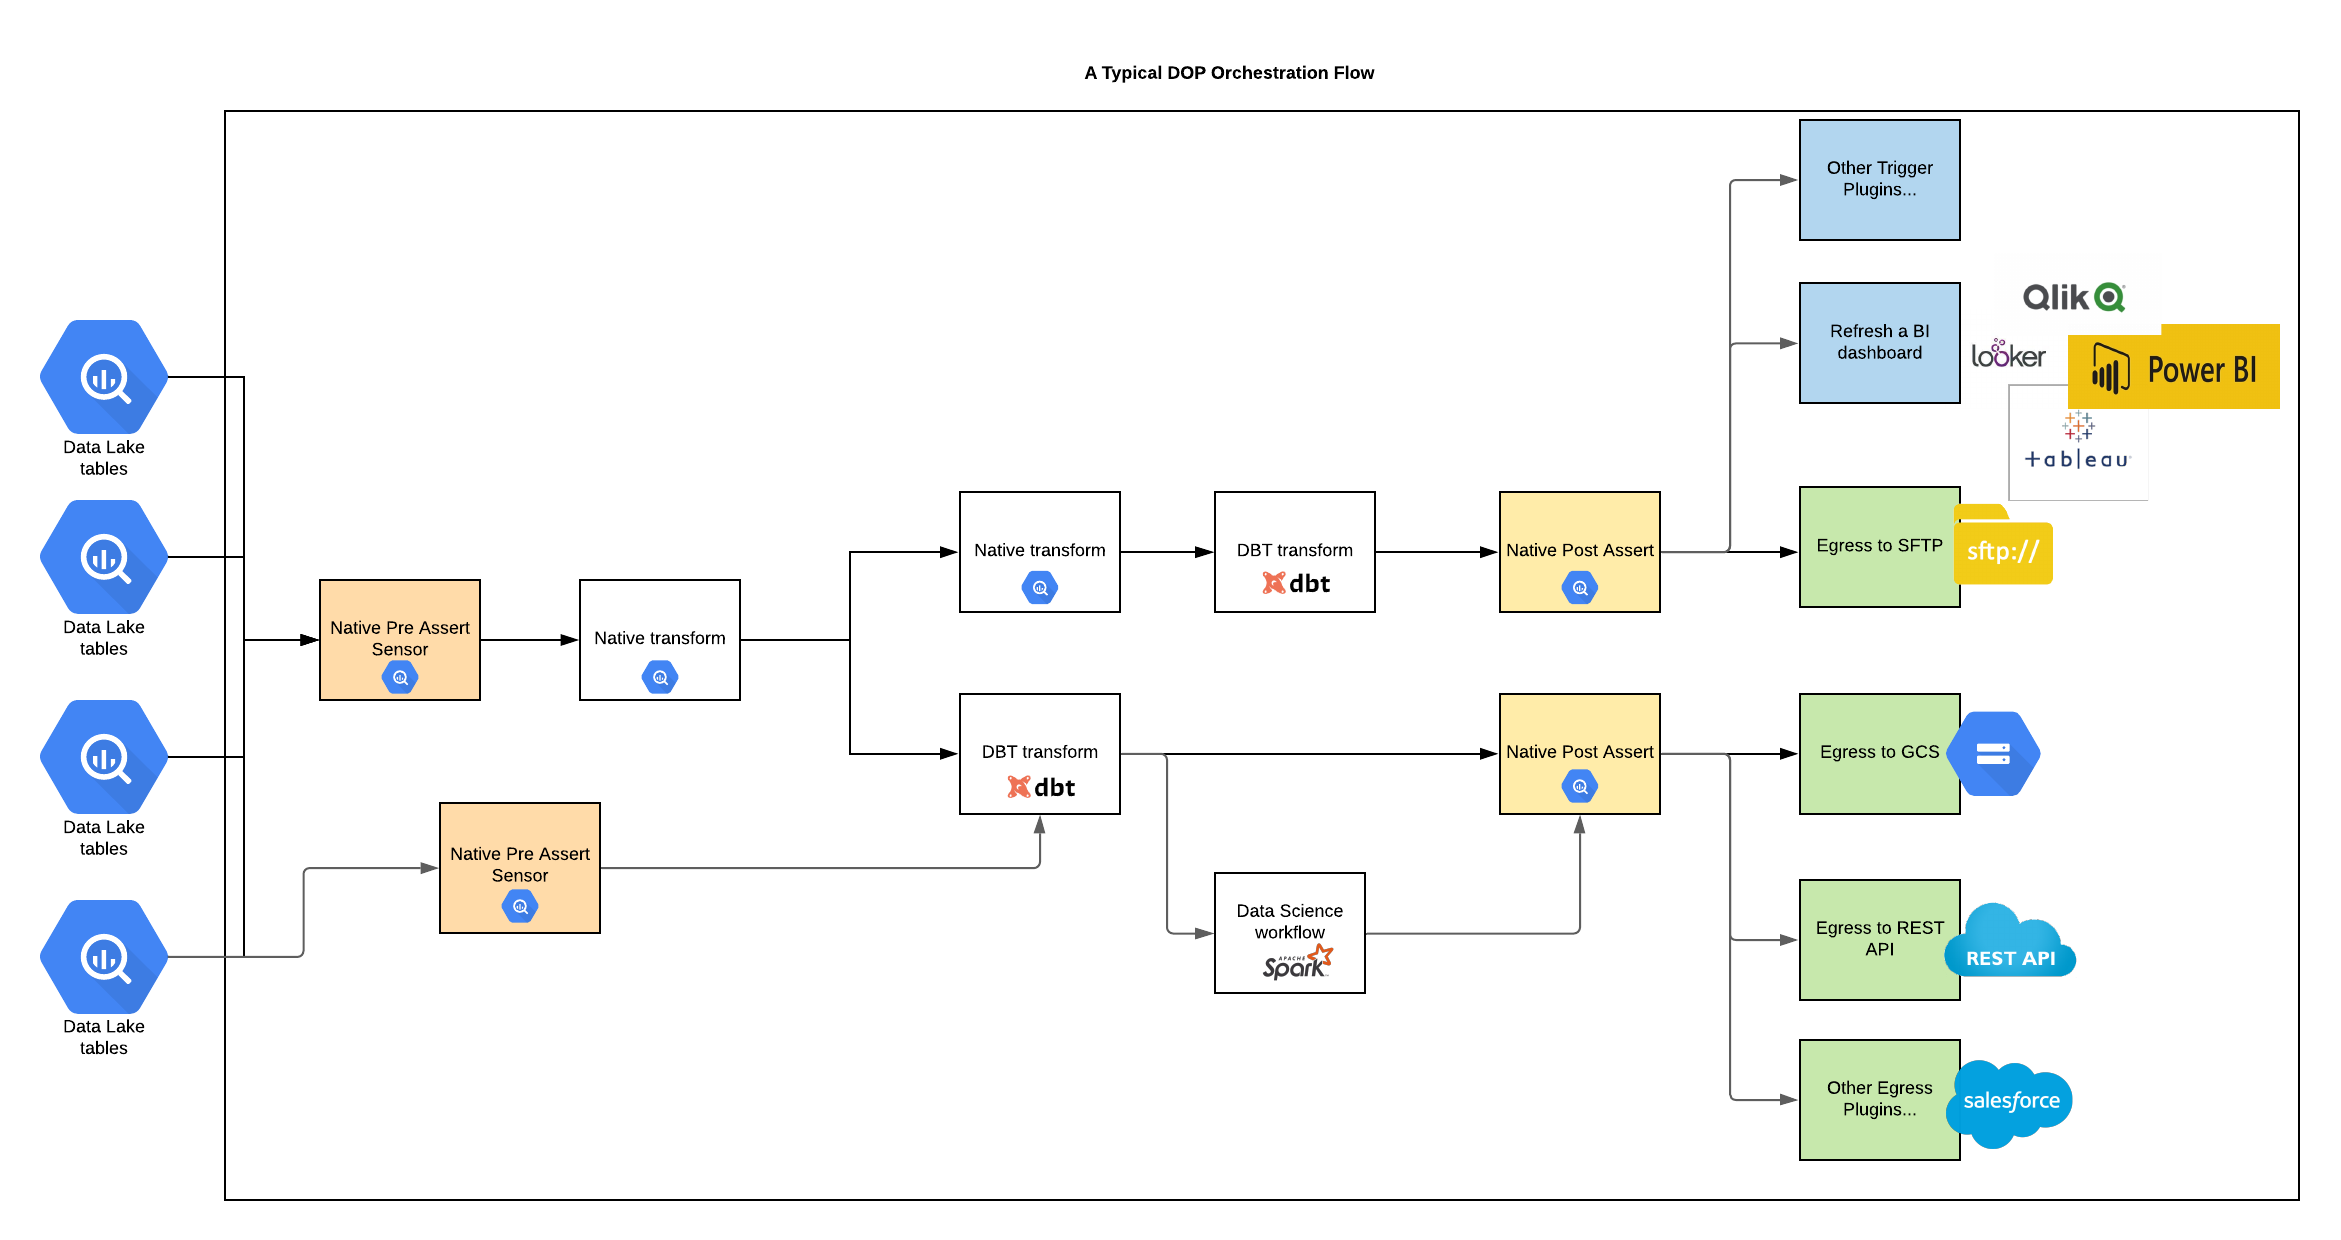 A Typical DOP Orchestration Flow
Other Trigger
Plugins...
Qlik
Refresh a BI
dashboard
looker
Power BI
+ableau
Data Lake
tables
Data Lake
tables
Native transform
DBT transform
dbt
Native Post Assert
Egress to SFTP
sftp://
Native Pre Assert
Sensor
Native transform
DBT transform
dbt
Native Post Assert
Egress to GCS
Data Lake
tables
Native Pre Assert
Sensor
Data Science
workflow
APACHE
Spark
Egress to REST
API
REST API
Data Lake
tables
Other Egress
Plugins...
salesforce